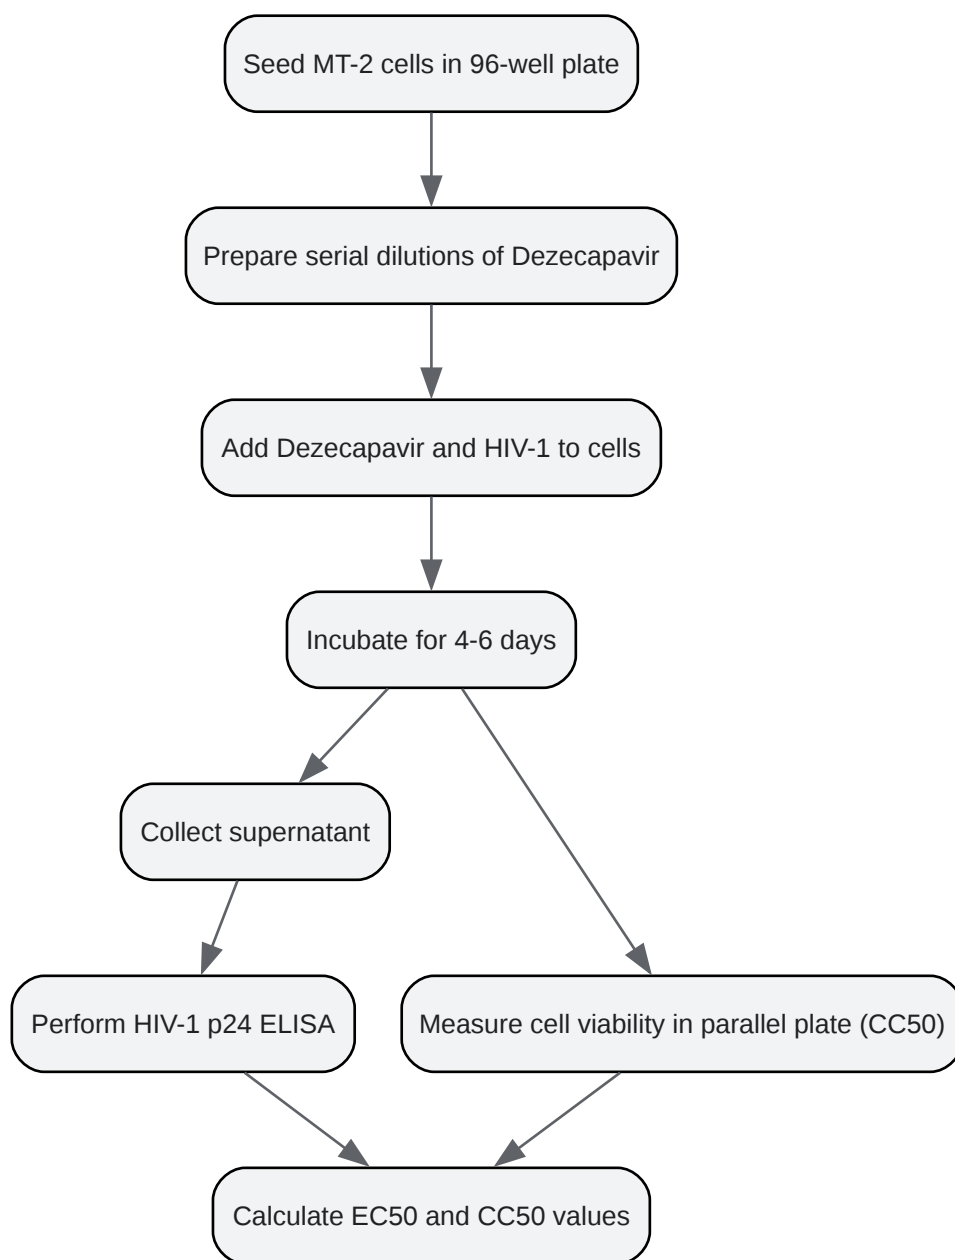 Seed MT-2 cells in 96-well plate
Prepare serial dilutions of Dezecapavir
Add Dezecapavir and HIV-1 to cells
Incubate for 4-6 days
Collect supernatant
Perform HIV-1 p24 ELISA
Measure cell viability in parallel plate (CC50)
Calculate EC50 and CC50 values